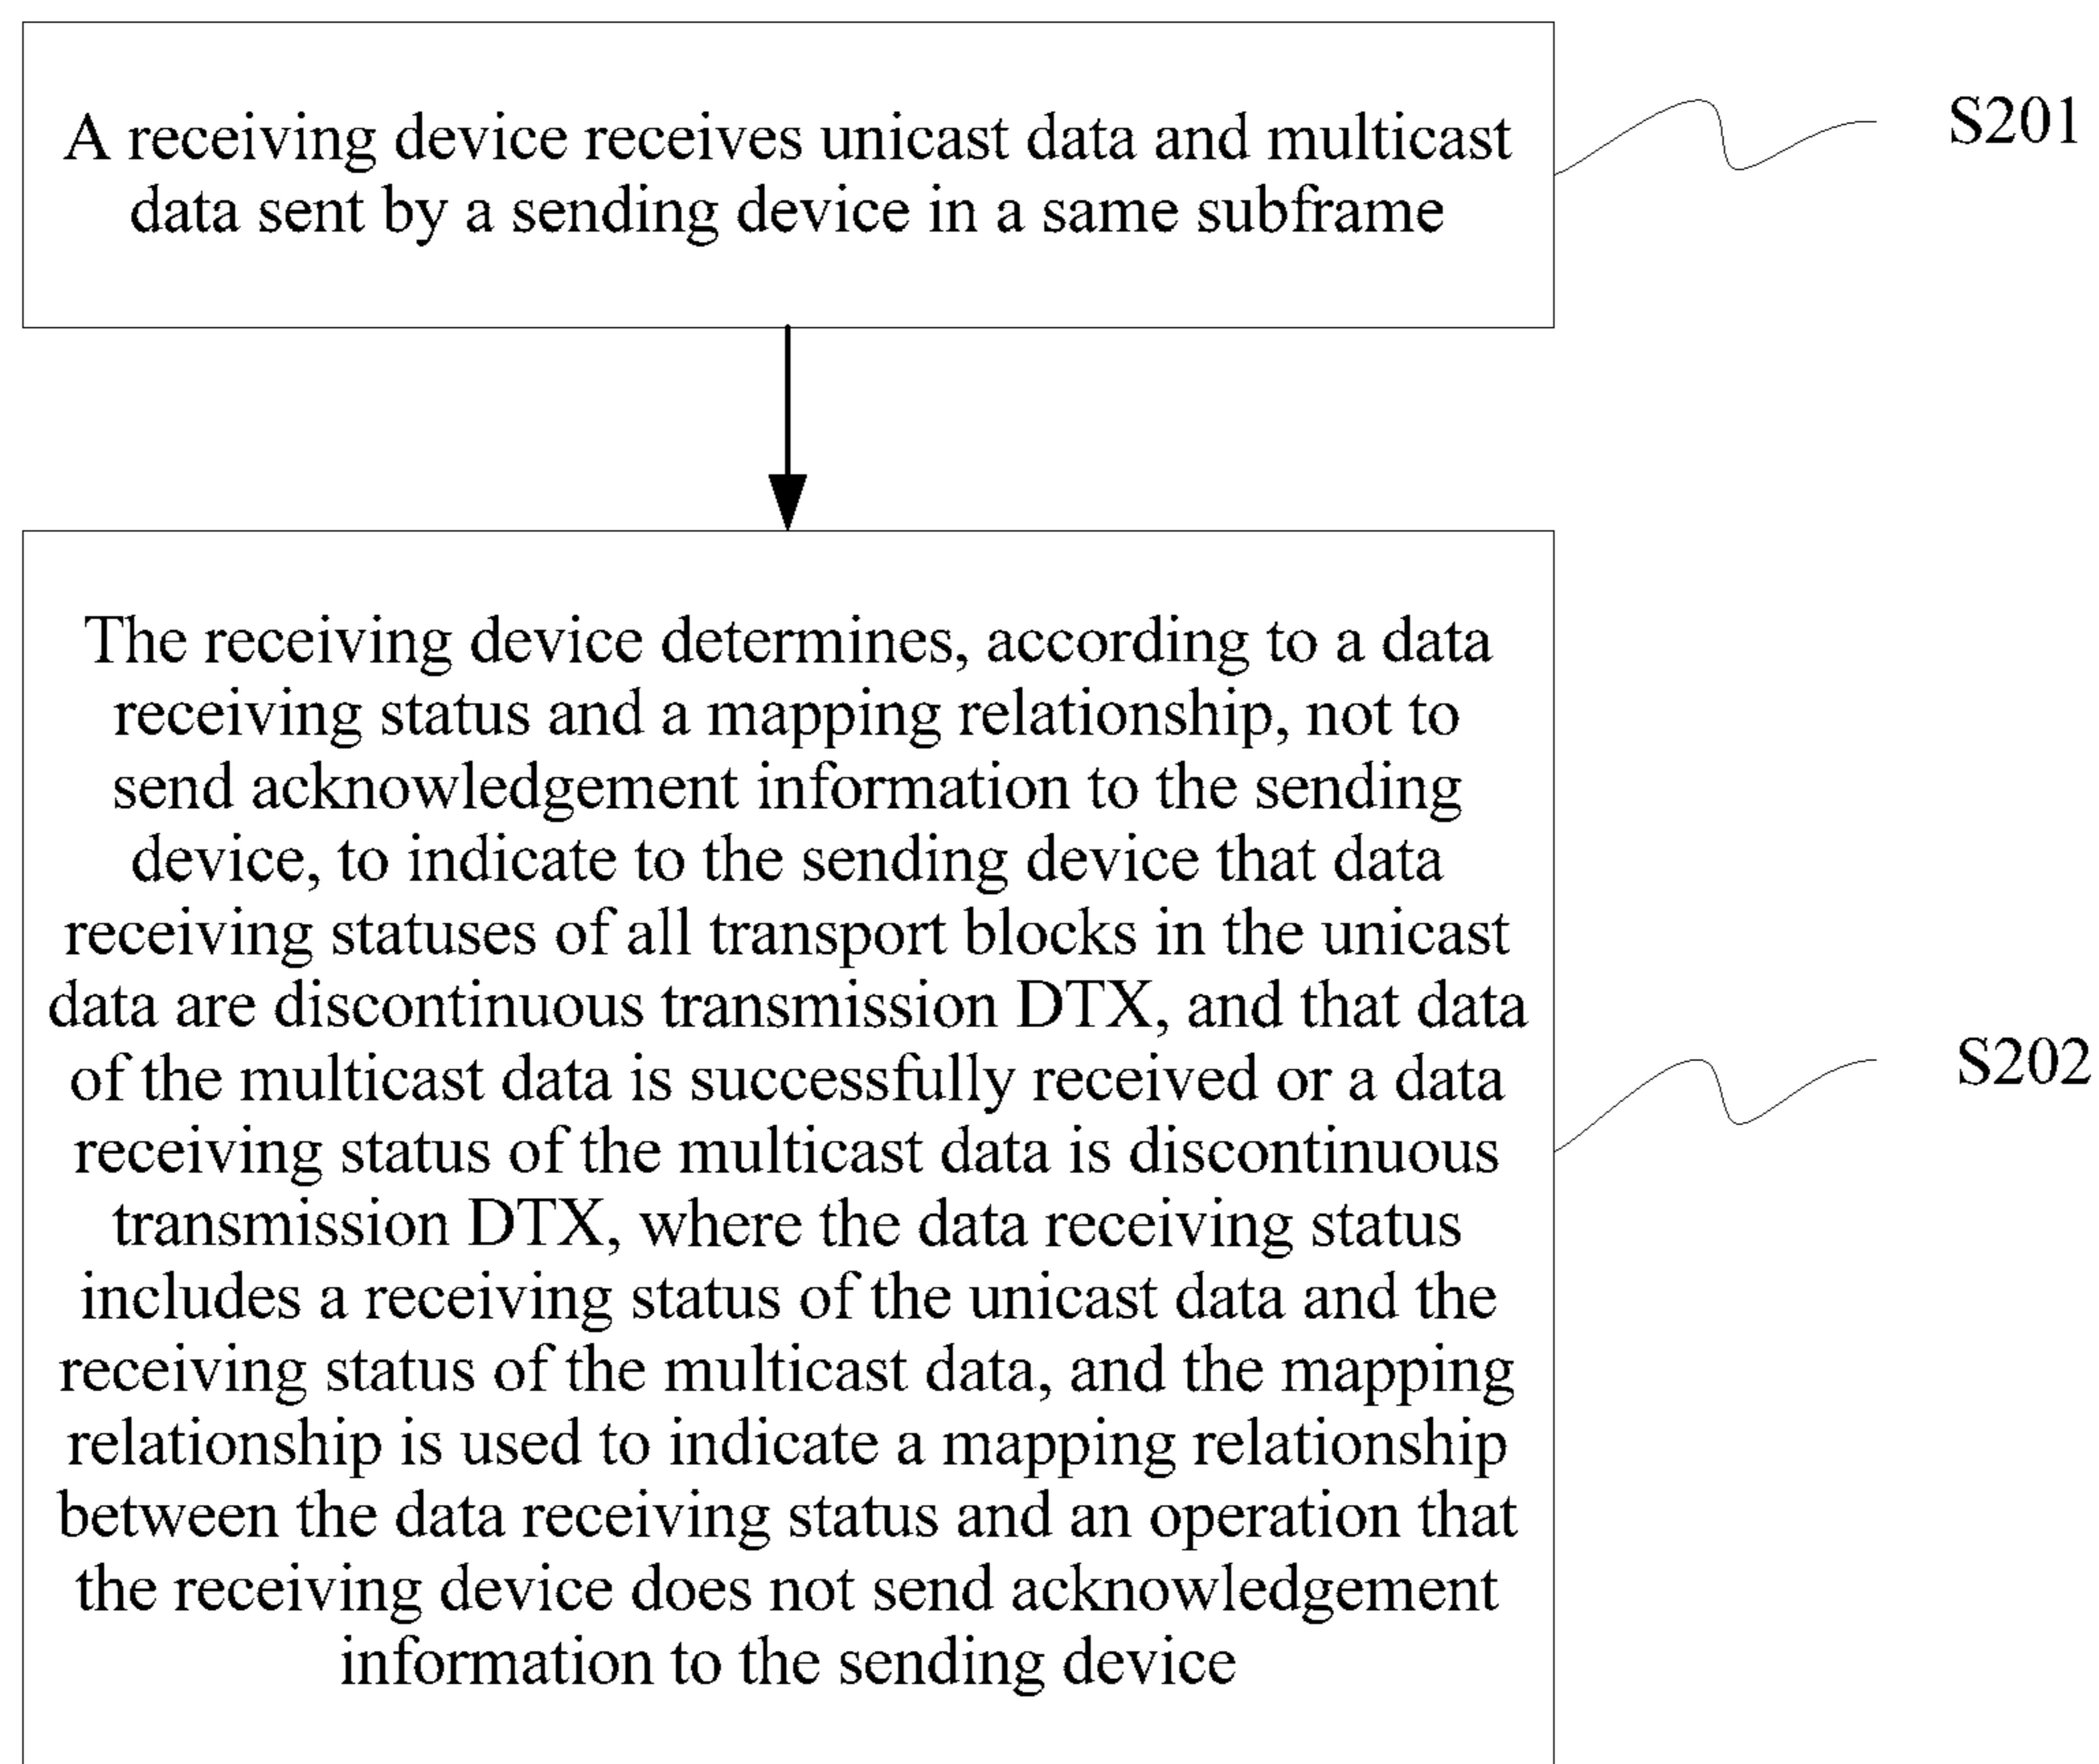 A receiving device receives unicast data and multicast
data sent by a sending device in a same subframe
S201
The receiving device determines, according to a data
receiving status and a mapping relationship, not to
send acknowledgement information to the sending
device, to indicate to the sending device that data
receiving statuses of all transport blocks in the unicast
data are discontinuous transmission DTX, and that data
of the multicast data is successfully received or a data
receiving status of the multicast data is discontinuous
transmission DTX, where the data receiving status
includes a receiving status of the unicast data and the
receiving status of the multicast data, and the mapping
relationship is used to indicate a mapping relationship
between the data receiving status and an operation that
the receiving device does not send acknowledgement
information to the sending device
S202